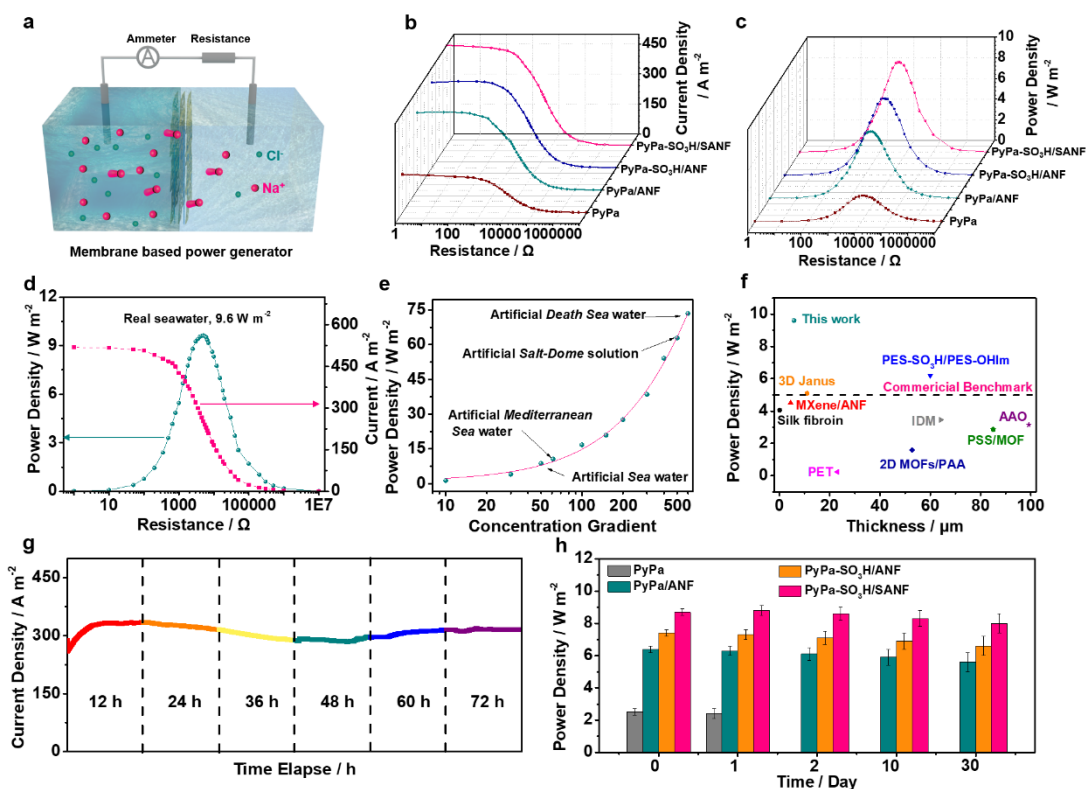 a
Ammeter
Resistance
A
Cl⁻
Na⁺
Membrane based power generator
b
450
300
150
0
Current Density
/ A m⁻²
PyPa-SO₃H/SANF
PyPa-SO₃H/ANF
PyPa/ANF
PyPa
1
100
10000
1000000
Resistance / Ω
c
10
8
6
4
2
0
Power Density
/ W m⁻²
PyPa-SO₃H/SANF
PyPa-SO₃H/ANF
PyPa/ANF
PyPa
1
100
10000
1000000
Resistance / Ω
d
12
9
6
3
0
Power Density / W m⁻²
Real seawater, 9.6 W m⁻²
600
450
300
150
0
Current / A m⁻²
10
1000
100000
1E7
Resistance / Ω
e
75
60
45
30
15
0
Power Density / W m⁻²
Artificial Death Sea water
Artificial Salt-Dome solution
Artificial Mediterranean
Sea water
Artificial Sea water
10
20
50
100
200
500
Concentration Gradient
f
10
8
6
4
2
0
Power Density / W m⁻²
This work
PES-SO₃H/PES-OHIm
3D Janus
Commericial Benchmark
MXene/ANF
Silk fibroin
IDM
AAO
PSS/MOF
2D MOFs/PAA
PET
0
20
40
60
80
100
Thickness / μm
g
450
300
150
0
Current Density / A m⁻²
12 h
24 h
36 h
48 h
60 h
72 h
Time Elapse / h
h
12
10
8
6
4
2
0
Power Density / W m⁻²
PyPa
PyPa-SO₃H/ANF
PyPa/ANF
PyPa-SO₃H/SANF
0
1
2
10
30
Time / Day